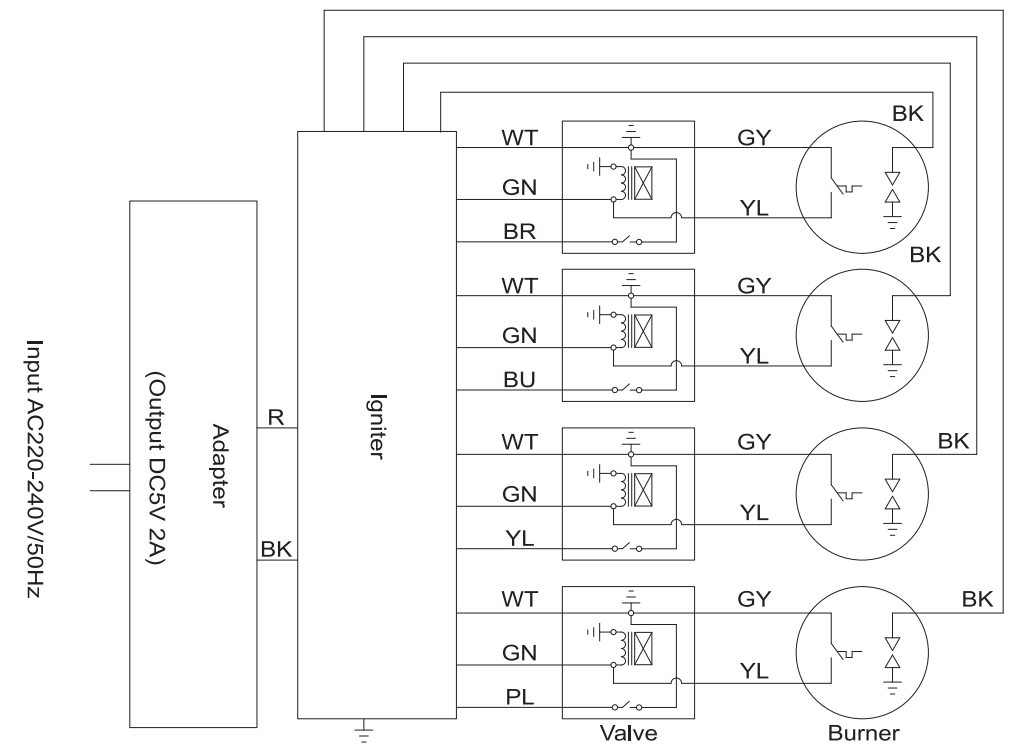 Input AC220-240V/50Hz
Adapter
(Output DC5V 2A)
R
BK
Igniter
WT
GY
BK
GN
YL
BR
BK
WT
GY
GN
YL
BU
WT
GY
BK
GN
YL
YL
WT
GY
BK
GN
YL
PL
Valve
Burner